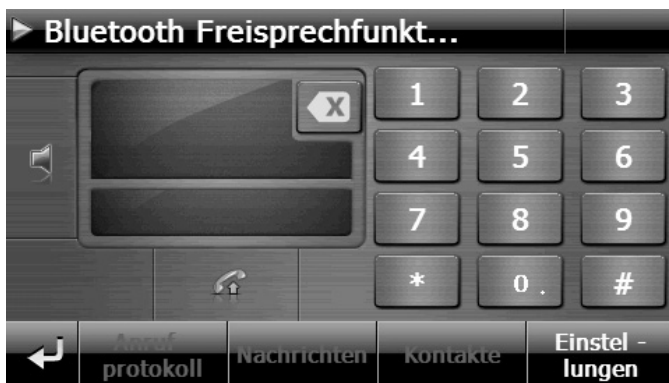 Bluetooth Freisprechfunkt...
X
1 2 3
4 5 6
7 8 9
* 0 . #
Anruf
protokoll
Nachrichten
Kontakte
Einstel -
lungen